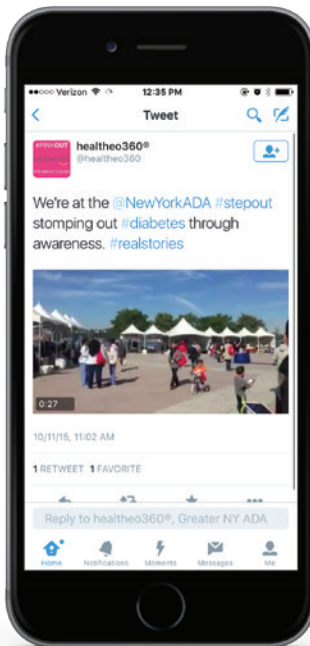 ●●○○○ Verizon 12:35 PM
Tweet
#PINKOUT
healtheo360®
@healtheo360
We're at the @NewYorkADA #stepout
stomping out #diabetes through
awareness. #realstories
0:27
10/11/15, 11:02 AM
1 RETWEET 1 FAVORITE
Reply to healtheo360®, Greater NY ADA
Home Notifications Moments Messages Me